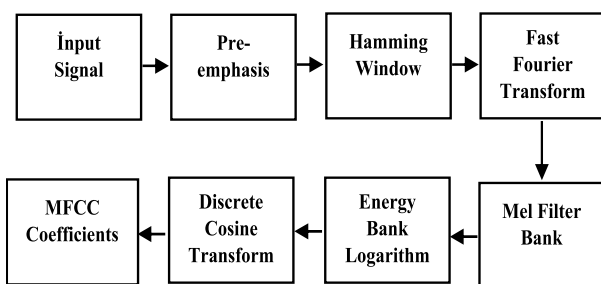 İnput
Signal
Pre-
emphasis
Hamming
Window
Fast
Fourier
Transform
Mel Filter
Bank
Energy
Bank
Logarithm
Discrete
Cosine
Transform
MFCC
Coefficients